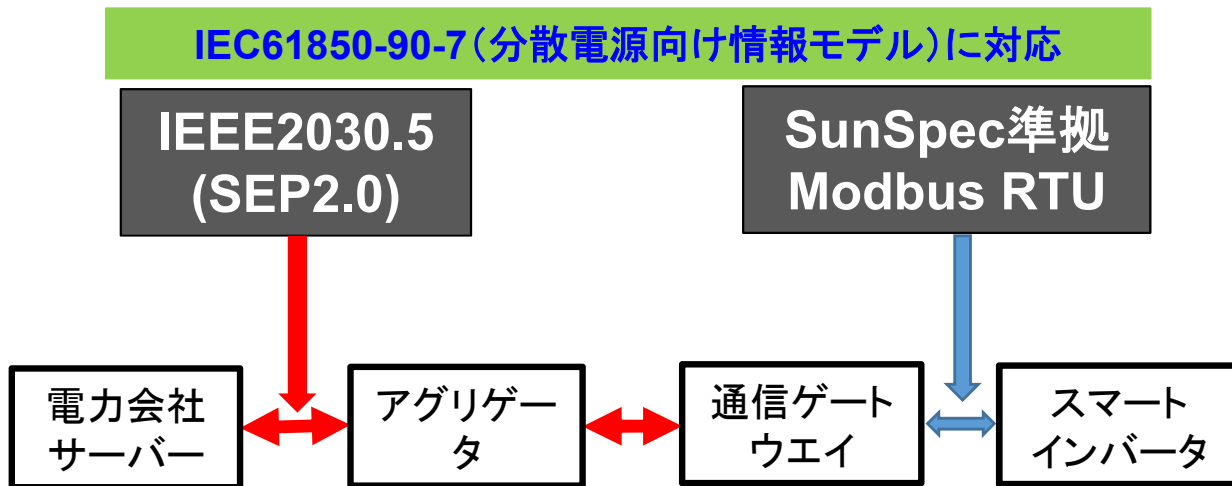 IEC61850-90-7(分散電源向け情報モデル)に対応
IEEE2030.5
(SEP2.0)
SunSpec準拠
Modbus RTU
電力会社
サーバー
アグリゲー
タ
通信ゲート
ウエイ
スマート
インバータ